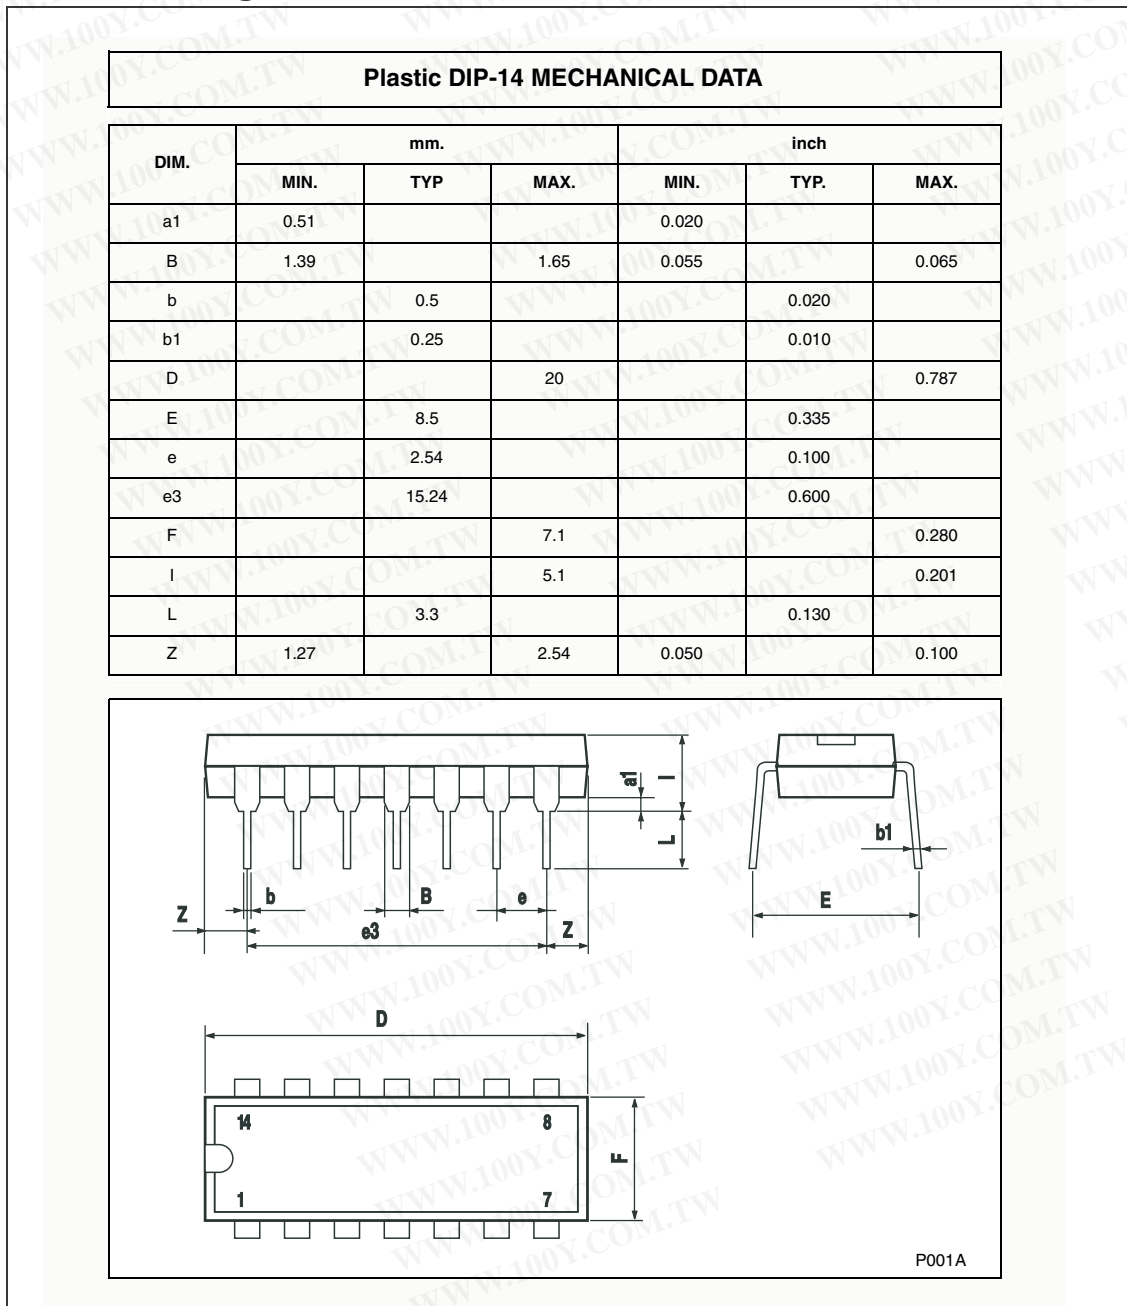 Plastic DIP-14 MECHANICAL DATA
DIM. mm. inch
MIN. TYP MAX. MIN. TYP. MAX.
a1 0.51 0.020
B 1.39 1.65 0.055 0.065
b 0.5 0.020
b1 0.25 0.010
D 20 0.787
E 8.5 0.335
e 2.54 0.100
e3 15.24 0.600
F 7.1 0.280
I 5.1 0.201
L 3.3 0.130
Z 1.27 2.54 0.050 0.100
a1 I
L b1
Z b B e E
e3 Z
D
14 8
F
1 7
P001A
WWW.100Y.COM.TW